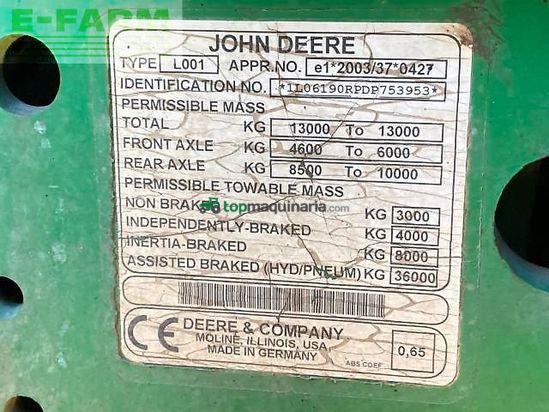 E-FARM
JOHN DEERE
TYPE L001 APPR.NO. e1*2003/37*0427
IDENTIFICATION NO. *1L06190RPDP753953*
PERMISSIBLE MASS
TOTAL KG 13000 To 13000
FRONT AXLE KG 4600 To 6000
REAR AXLE KG 8500 To 10000
PERMISSIBLE TOWABLE MASS
NON BRAKED KG 3000
topmaquinaria.com
INDEPENDENTLY-BRAKED KG 4000
INERTIA-BRAKED KG 8000
ASSISTED BRAKED (HYD/PNEUM) KG 36000
CE DEERE & COMPANY
MOLINE, ILLINOIS, USA
MADE IN GERMANY
ABS COEF 0,65